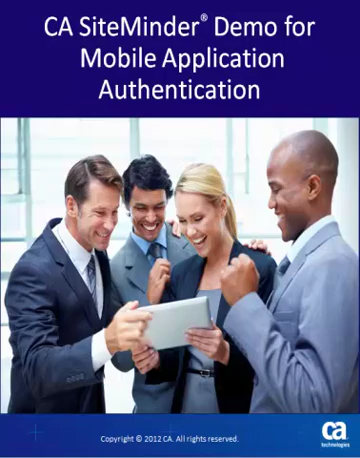 CA SiteMinder® Demo for
Mobile Application
Authentication
ca
technologies
Copyright © 2012 CA. All rights reserved.